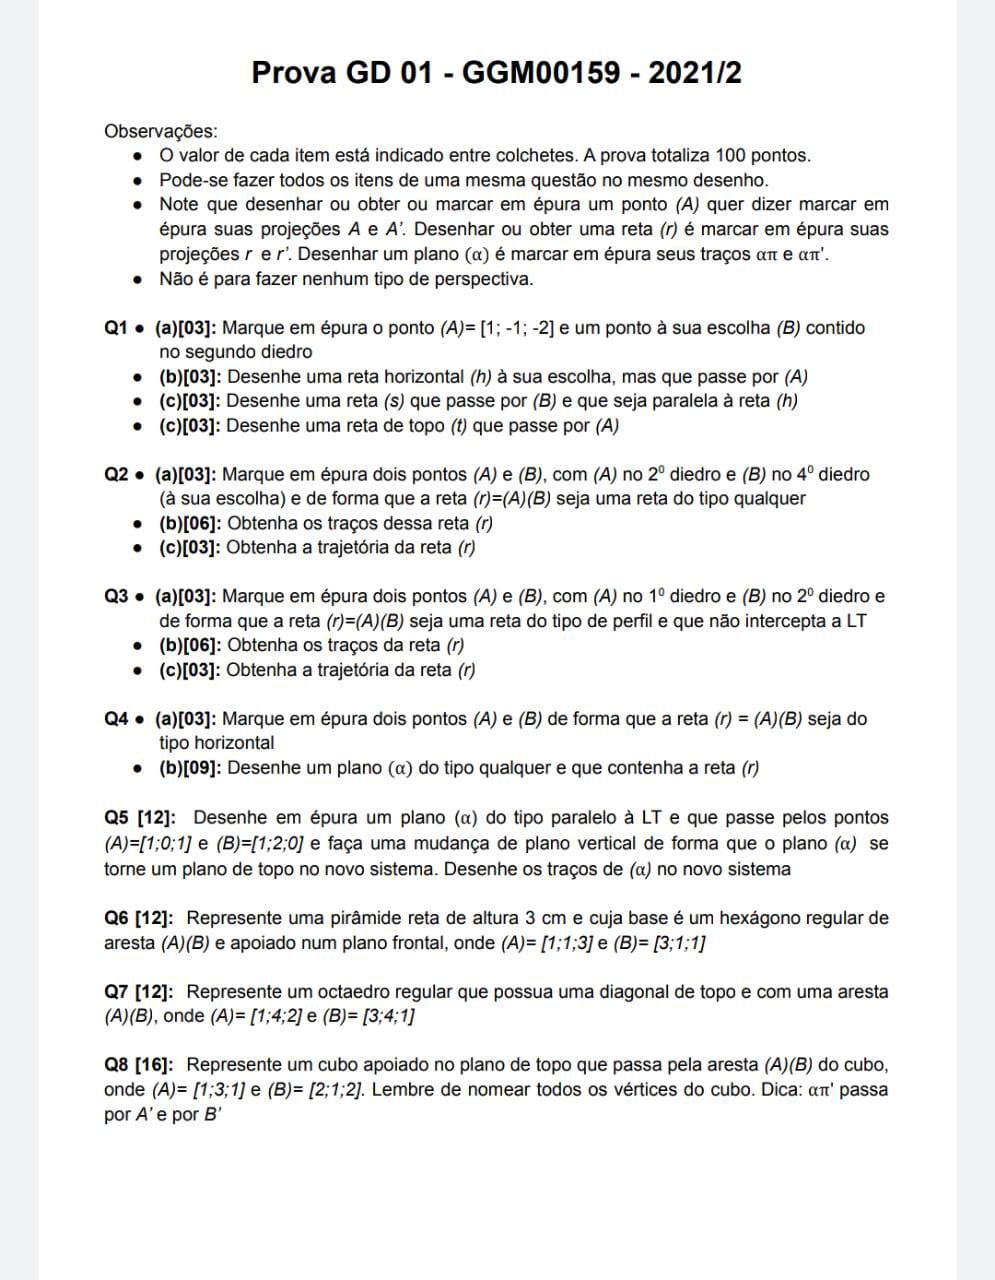 Prova GD 01 - GGM00159 - 2021/2
Observações:
● O valor de cada item está indicado entre colchetes. A prova totaliza 100 pontos.
● Pode-se fazer todos os itens de uma mesma questão no mesmo desenho.
● Note que desenhar ou obter ou marcar em épura um ponto (A) quer dizer marcar em
épura suas projeções A e A'. Desenhar ou obter uma reta (r) é marcar em épura suas
projeções r e r'. Desenhar um plano (α) é marcar em épura seus traços απ e απ'.
● Não é para fazer nenhum tipo de perspectiva.
Q1 ● (a)[03]: Marque em épura o ponto (A)= [1; -1; -2] e um ponto à sua escolha (B) contido
no segundo diedro
● (b)[03]: Desenhe uma reta horizontal (h) à sua escolha, mas que passe por (A)
● (c)[03]: Desenhe uma reta (s) que passe por (B) e que seja paralela à reta (h)
● (c)[03]: Desenhe uma reta de topo (t) que passe por (A)
Q2 ● (a)[03]: Marque em épura dois pontos (A) e (B), com (A) no 2⁰ diedro e (B) no 4⁰ diedro
(à sua escolha) e de forma que a reta (r)=(A)(B) seja uma reta do tipo qualquer
● (b)[06]: Obtenha os traços dessa reta (r)
● (c)[03]: Obtenha a trajetória da reta (r)
Q3 ● (a)[03]: Marque em épura dois pontos (A) e (B), com (A) no 1⁰ diedro e (B) no 2⁰ diedro e
de forma que a reta (r)=(A)(B) seja uma reta do tipo de perfil e que não intercepta a LT
● (b)[06]: Obtenha os traços da reta (r)
● (c)[03]: Obtenha a trajetória da reta (r)
Q4 ● (a)[03]: Marque em épura dois pontos (A) e (B) de forma que a reta (r) = (A)(B) seja do
tipo horizontal
● (b)[09]: Desenhe um plano (α) do tipo qualquer e que contenha a reta (r)
Q5 [12]: Desenhe em épura um plano (α) do tipo paralelo à LT e que passe pelos pontos
(A)=[1;0;1] e (B)=[1;2;0] e faça uma mudança de plano vertical de forma que o plano (α) se
torne um plano de topo no novo sistema. Desenhe os traços de (α) no novo sistema
Q6 [12]: Represente uma pirâmide reta de altura 3 cm e cuja base é um hexágono regular de
aresta (A)(B) e apoiado num plano frontal, onde (A)= [1;1;3] e (B)= [3;1;1]
Q7 [12]: Represente um octaedro regular que possua uma diagonal de topo e com uma aresta
(A)(B), onde (A)= [1;4;2] e (B)= [3;4;1]
Q8 [16]: Represente um cubo apoiado no plano de topo que passa pela aresta (A)(B) do cubo,
onde (A)= [1;3;1] e (B)= [2;1;2]. Lembre de nomear todos os vértices do cubo. Dica: απ' passa
por A' e por B'